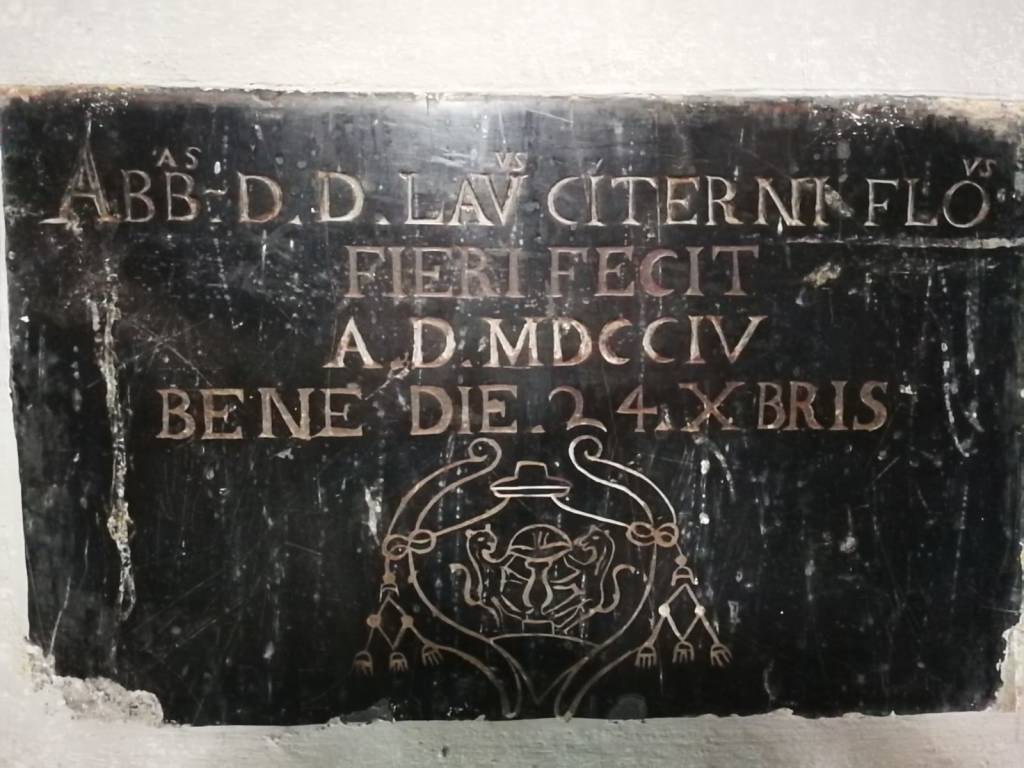 ABB^AS D. D. LAV^VS CITERNI FLO^VS
FIERI FECIT
A. D. MDCCIV
BENE DIE. 24. XBRIS